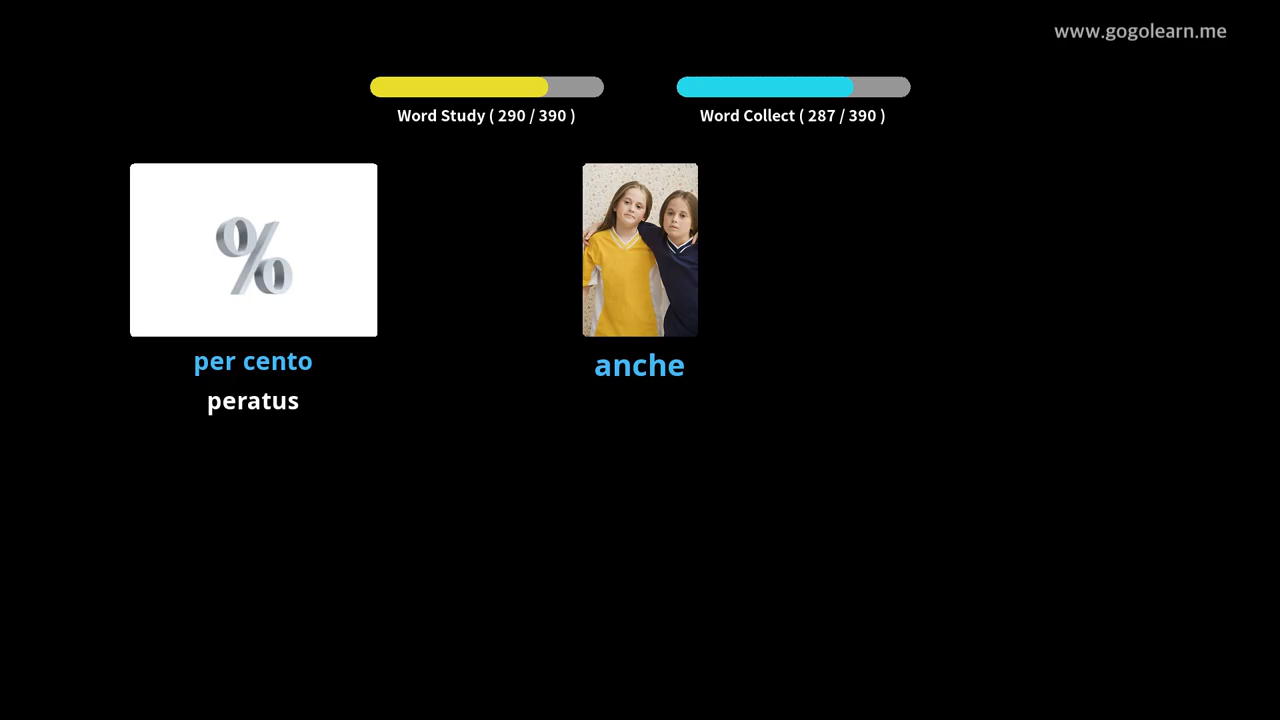 www.gogolearn.me
Word Study ( 290 / 390 )
Word Collect ( 287 / 390 )
%
per cento
peratus
anche